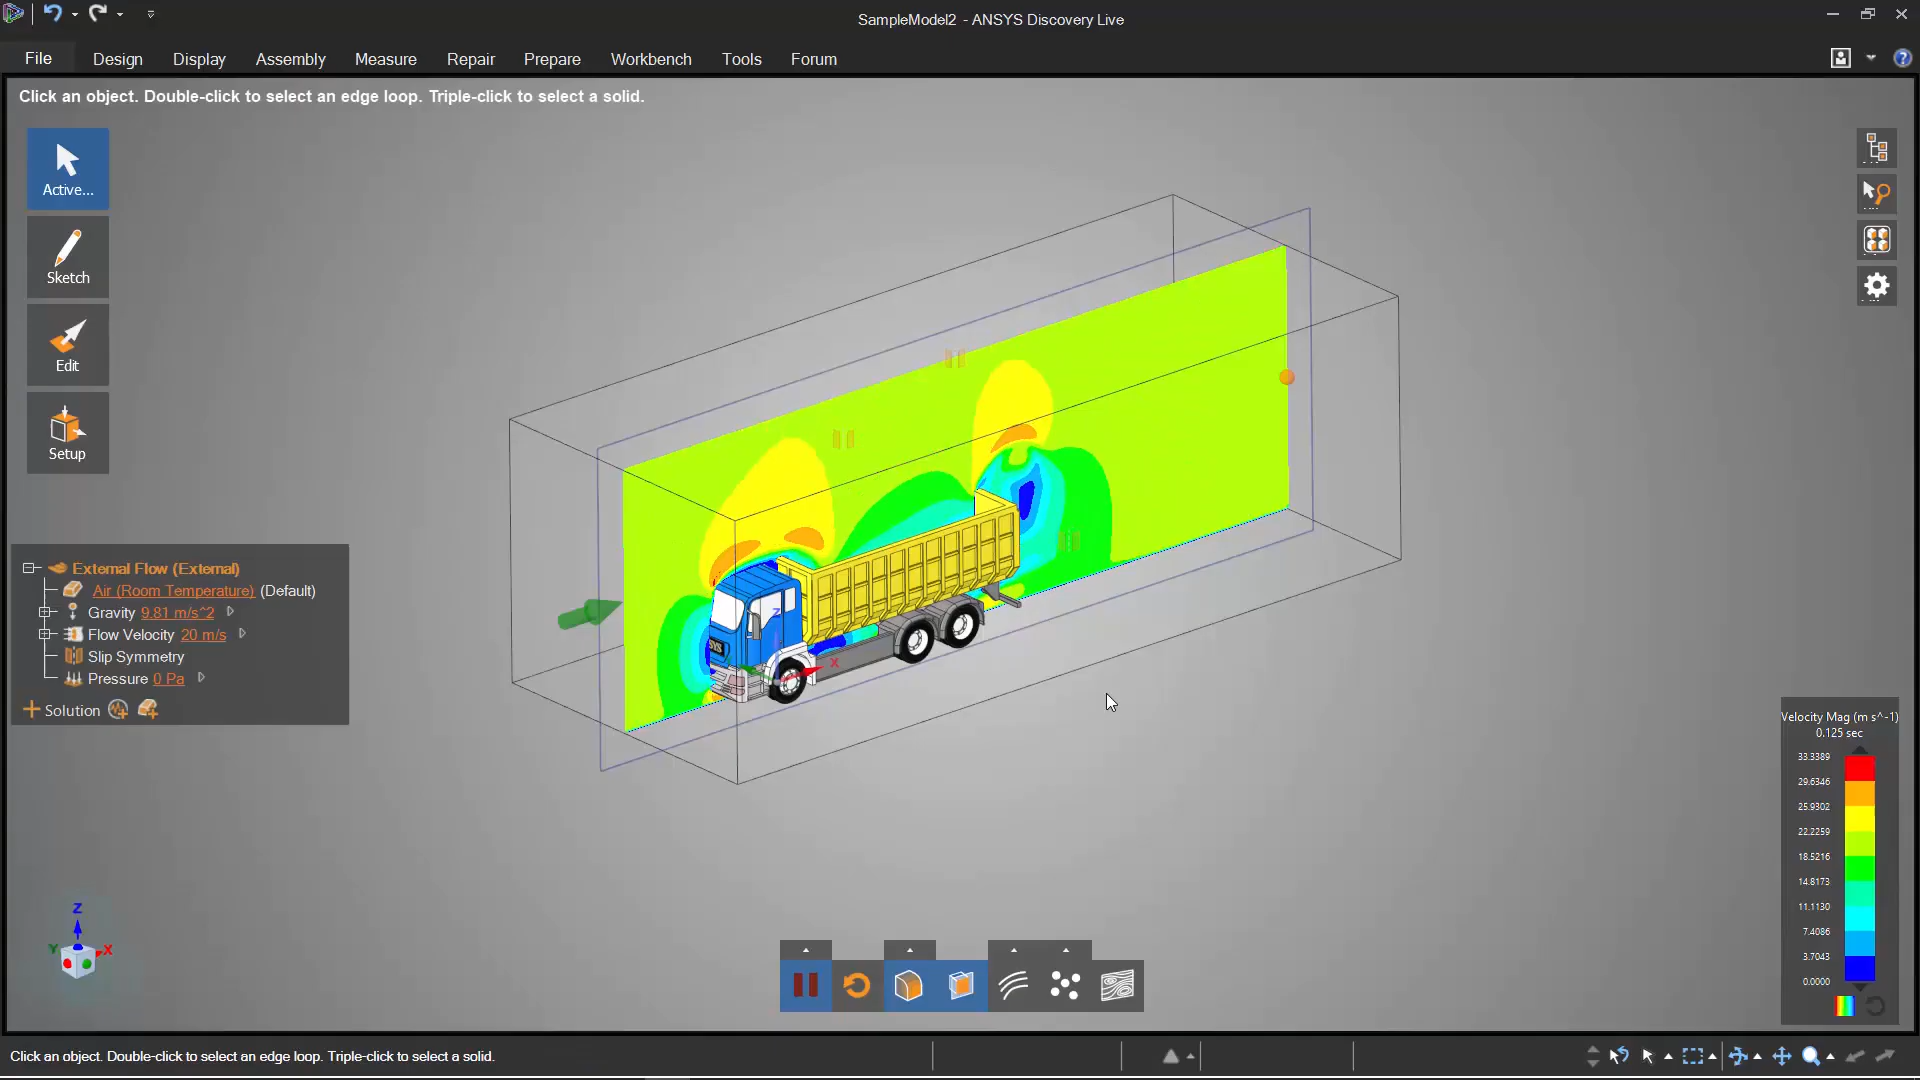 SampleModel2 - ANSYS Discovery Live
File Design Display Assembly Measure Repair Prepare Workbench Tools Forum
Click an object. Double-click to select an edge loop. Triple-click to select a solid.
Active...
Sketch
Edit
Setup
External Flow (External)
Air (Room Temperature) (Default)
Gravity 9.81 m/s^2
Flow Velocity 20 m/s
Slip Symmetry
Pressure 0 Pa
Solution
SYS
Z
X
Velocity Mag (m s^-1)
0.125 sec
33.3389
29.6346
25.9302
22.2259
18.5216
14.8173
11.1130
7.4086
3.7043
0.0000
Z
Y
X
Click an object. Double-click to select an edge loop. Triple-click to select a solid.